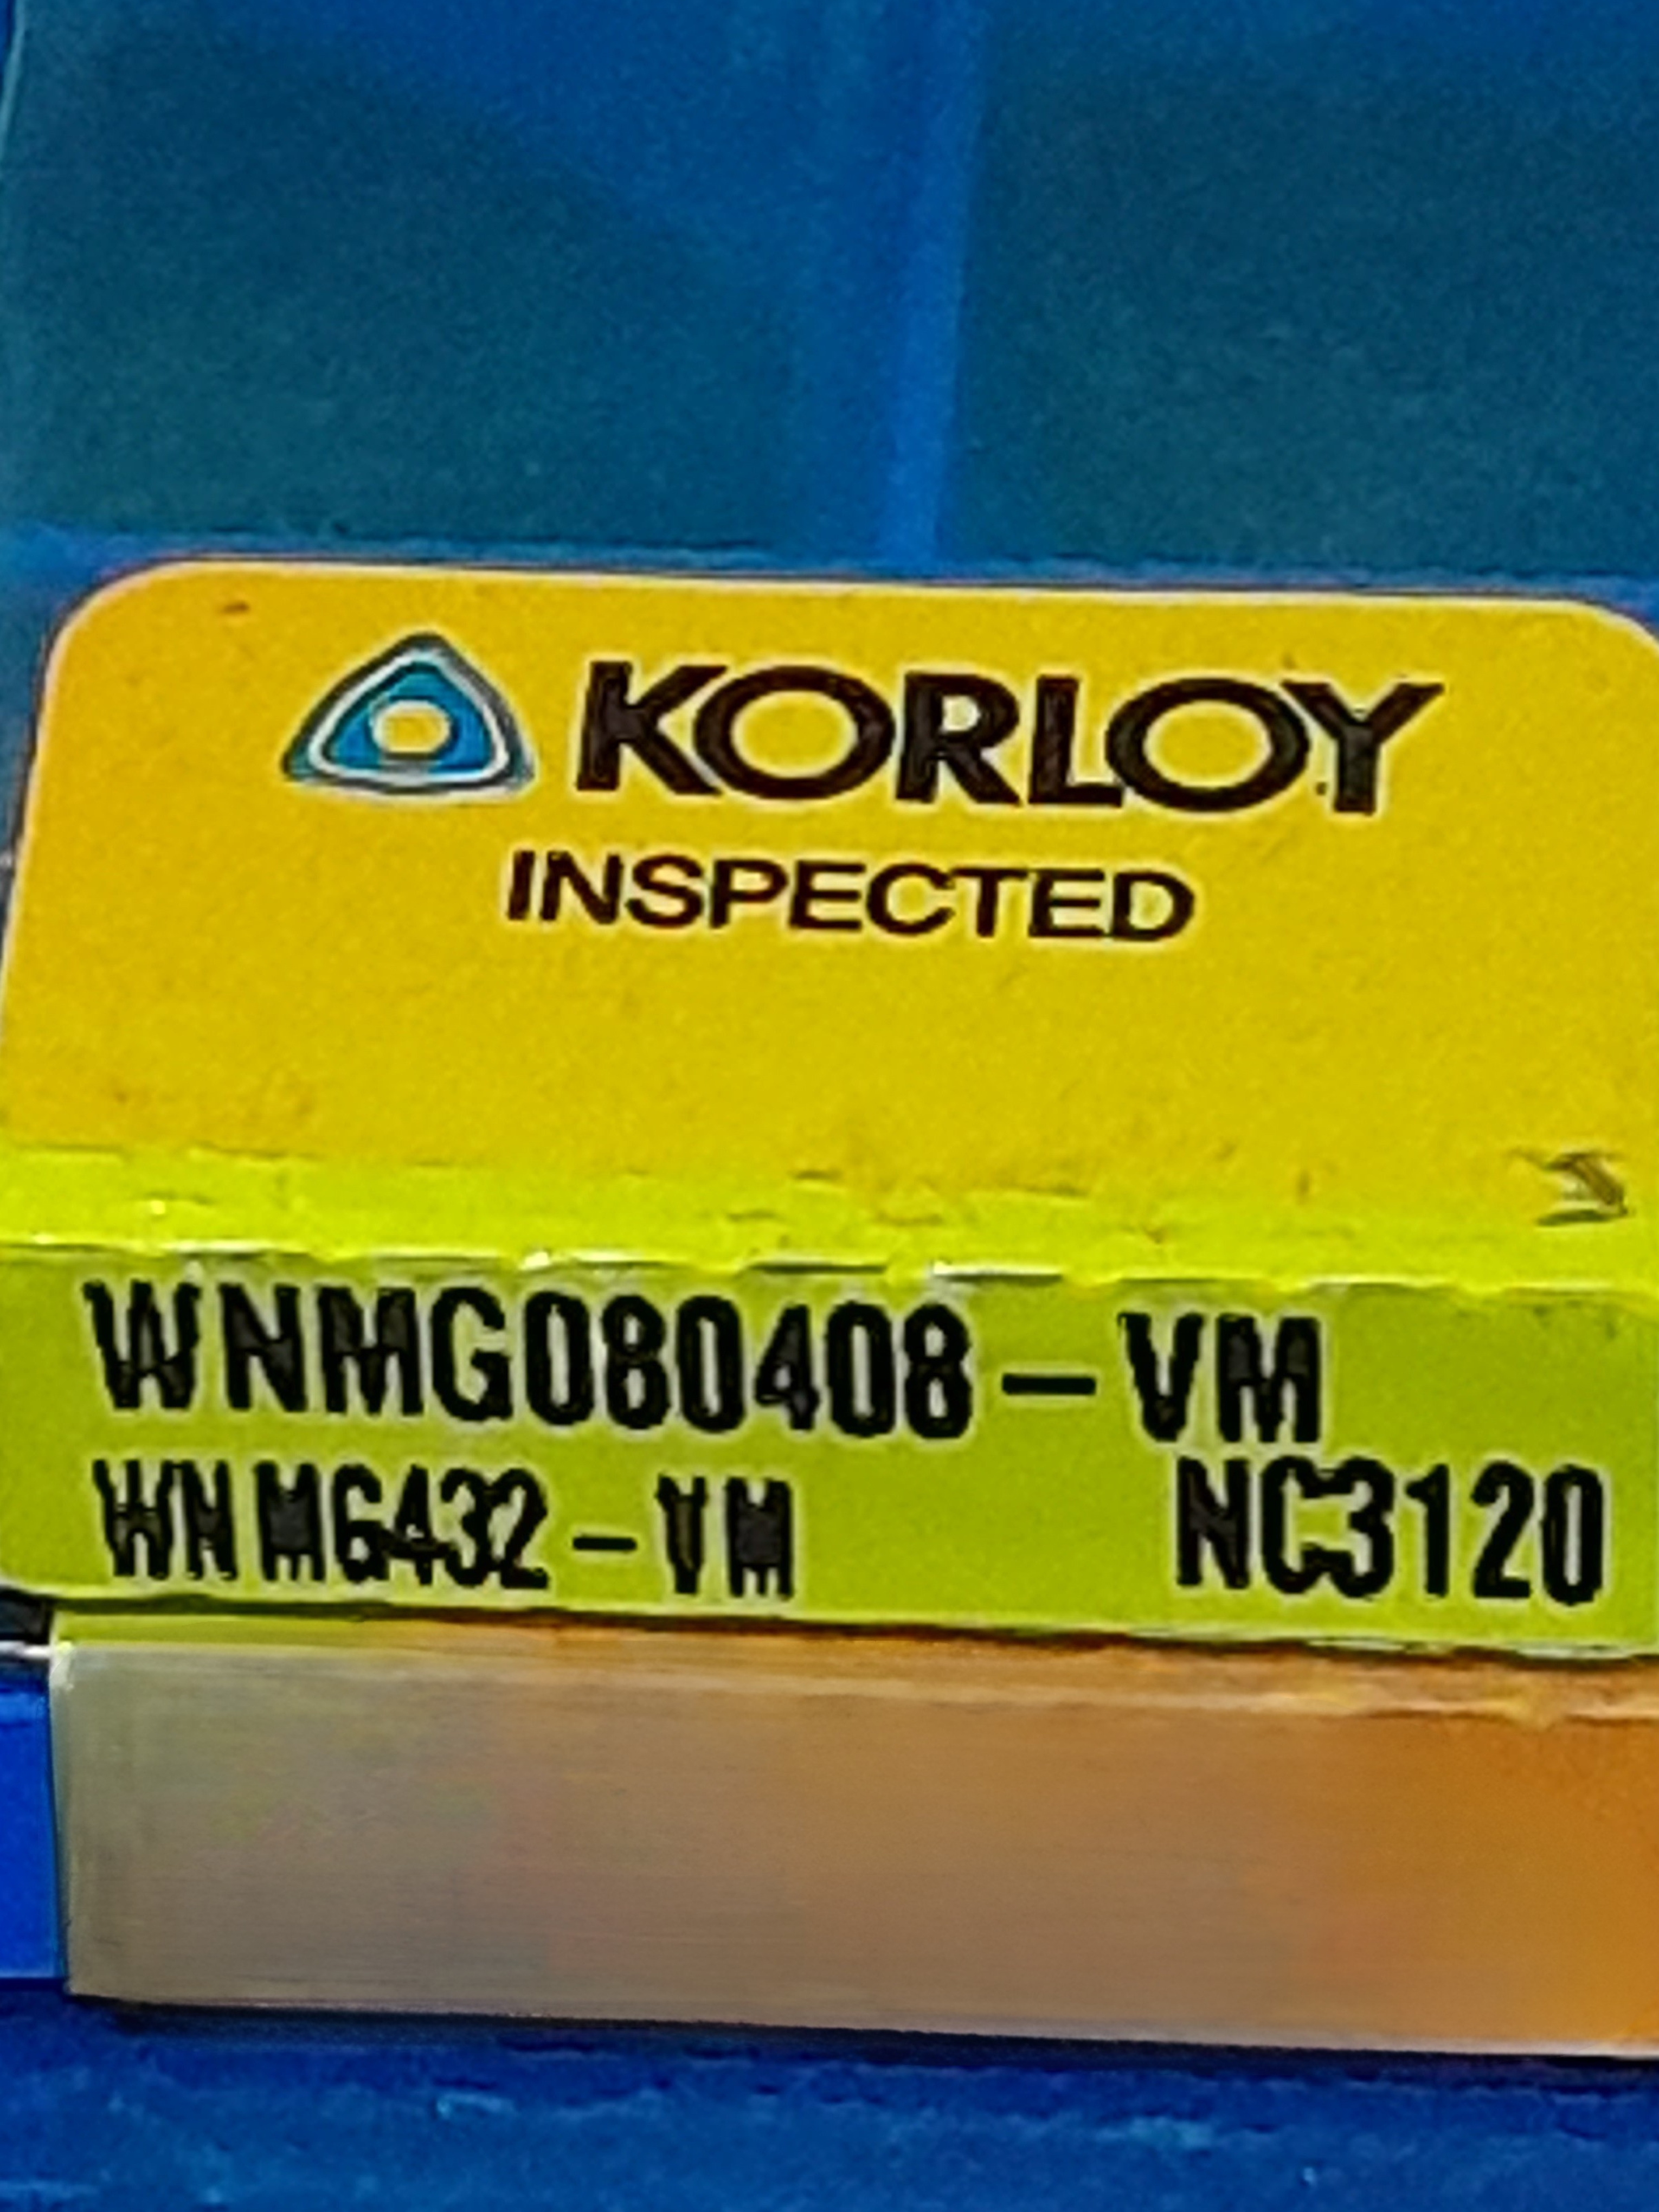 KORLOY
INSPECTED
WNMG080408-VM
WNMG432-VM
NC3120